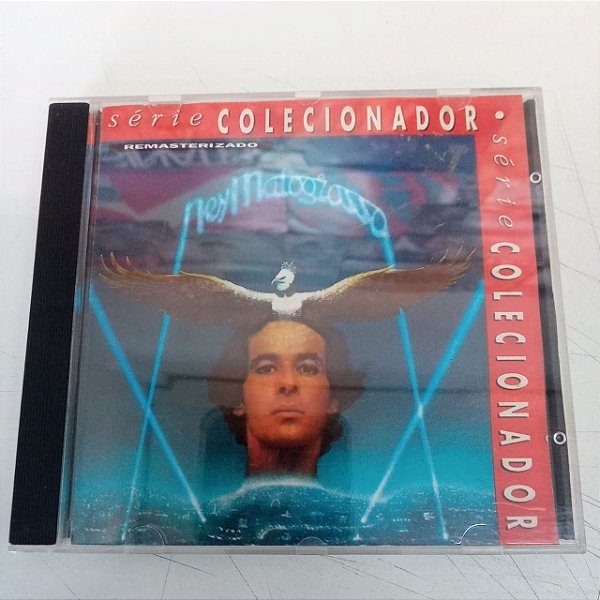 série COLECIONADOR •
REMASTERIZADO
Ney Matogrosso
série COLECIONADOR